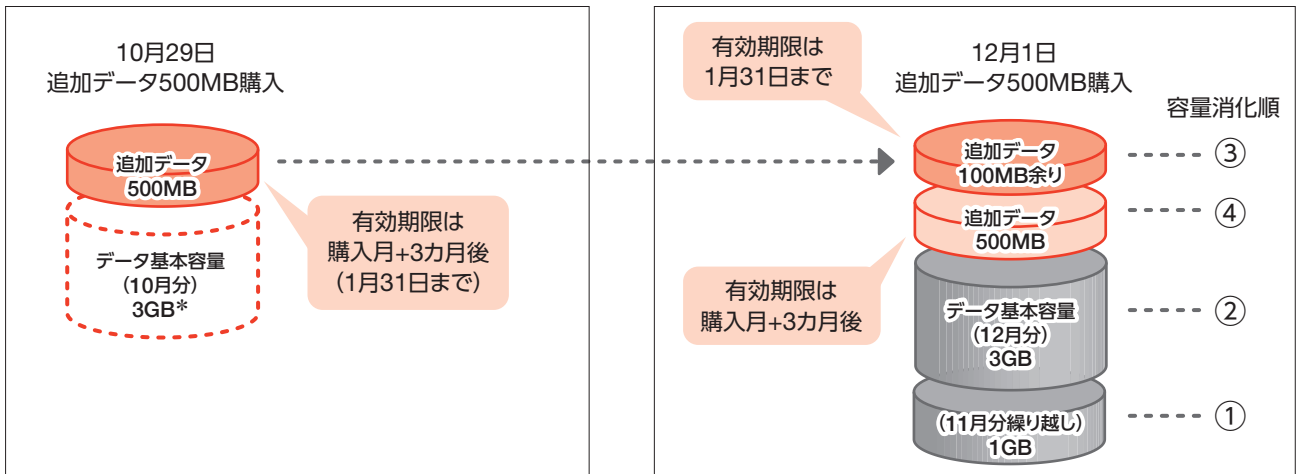 10月29日
追加データ500MB購入
追加データ
500MB
データ基本容量
(10月分)
3GB*
有効期限は
購入月+3カ月後
(1月31日まで)
有効期限は
1月31日まで
12月1日
追加データ500MB購入
容量消化順
追加データ
100MB余り
③
追加データ
500MB
④
有効期限は
購入月+3カ月後
データ基本容量
(12月分)
3GB
②
(11月分繰り越し)
1GB
①